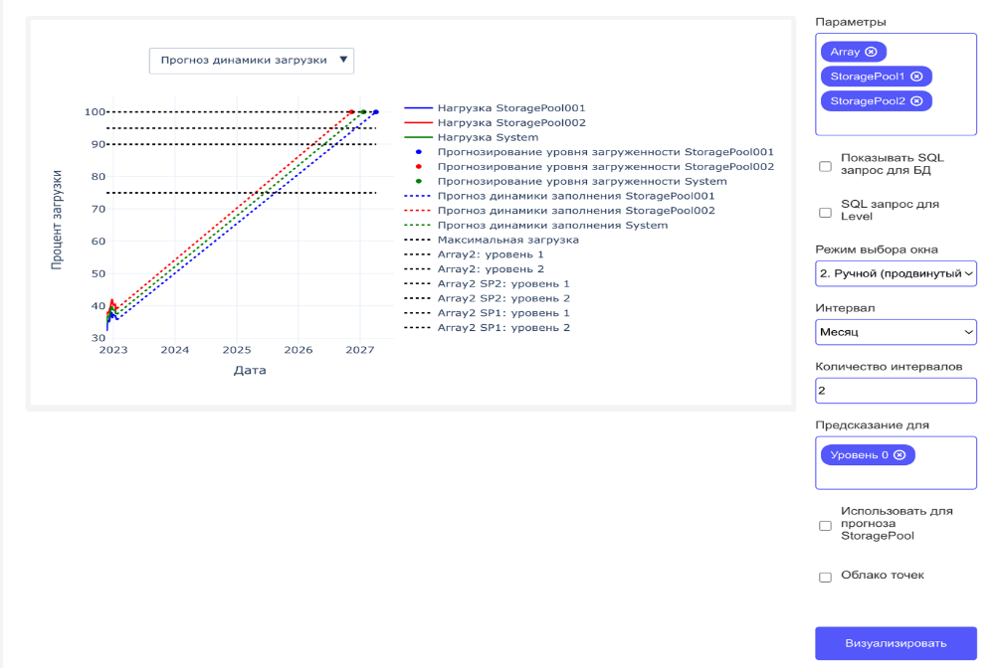 Прогноз динамики загрузки ▼
Процент загрузки
100
90
80
70
60
50
40
30
2023
2024
2025
2026
2027
Дата
Нагрузка StoragePool001
Нагрузка StoragePool002
Нагрузка System
Прогнозирование уровня загруженности StoragePool001
Прогнозирование уровня загруженности StoragePool002
Прогнозирование уровня загруженности System
Прогноз динамики заполнения StoragePool001
Прогноз динамики заполнения StoragePool002
Прогноз динамики заполнения System
Максимальная загрузка
Array2: уровень 1
Array2: уровень 2
Array2 SP2: уровень 1
Array2 SP2: уровень 2
Array2 SP1: уровень 1
Array2 SP1: уровень 2
Параметры
Array
StoragePool1
StoragePool2
Показывать SQL
запрос для БД
SQL запрос для
Level
Режим выбора окна
2. Ручной (продвинутый
Интервал
Месяц
Количество интервалов
2
Предсказание для
Уровень 0
Использовать для
прогноза
StoragePool
Облако точек
Визуализировать